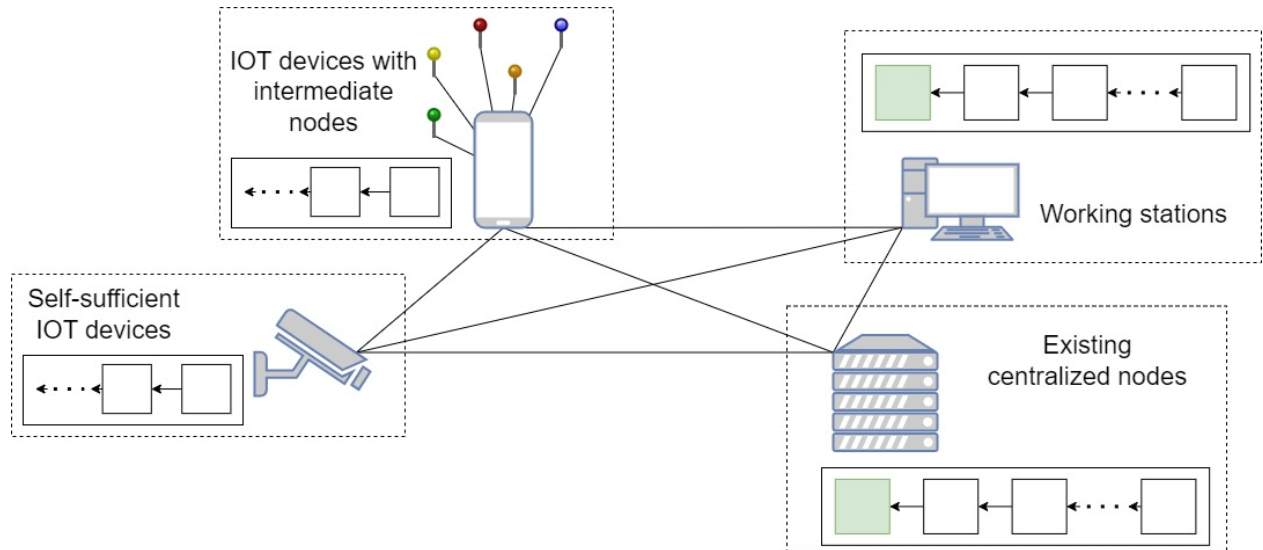 IOT devices with
intermediate
nodes
Working stations
Self-sufficient
IOT devices
Existing
centralized nodes